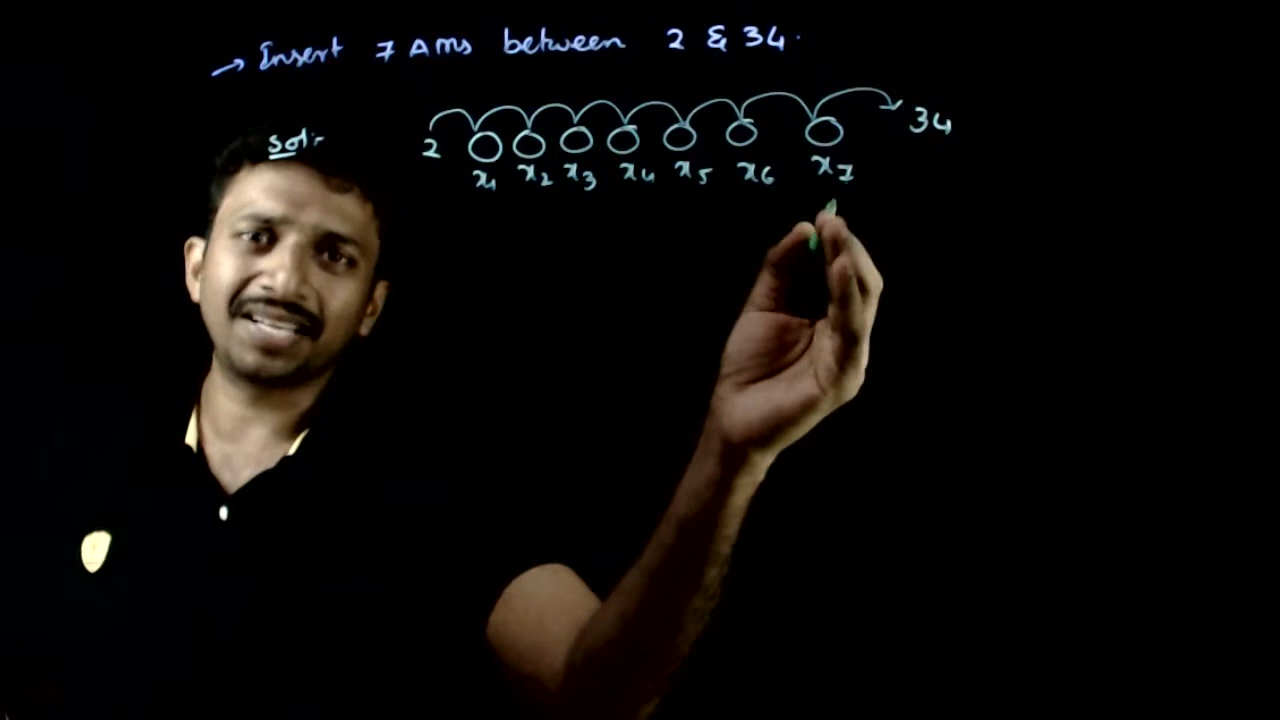 → Insert 7 AMs between 2 & 34.
Sol:-
2 34
x1 x2 x3 x4 x5 x6 x7